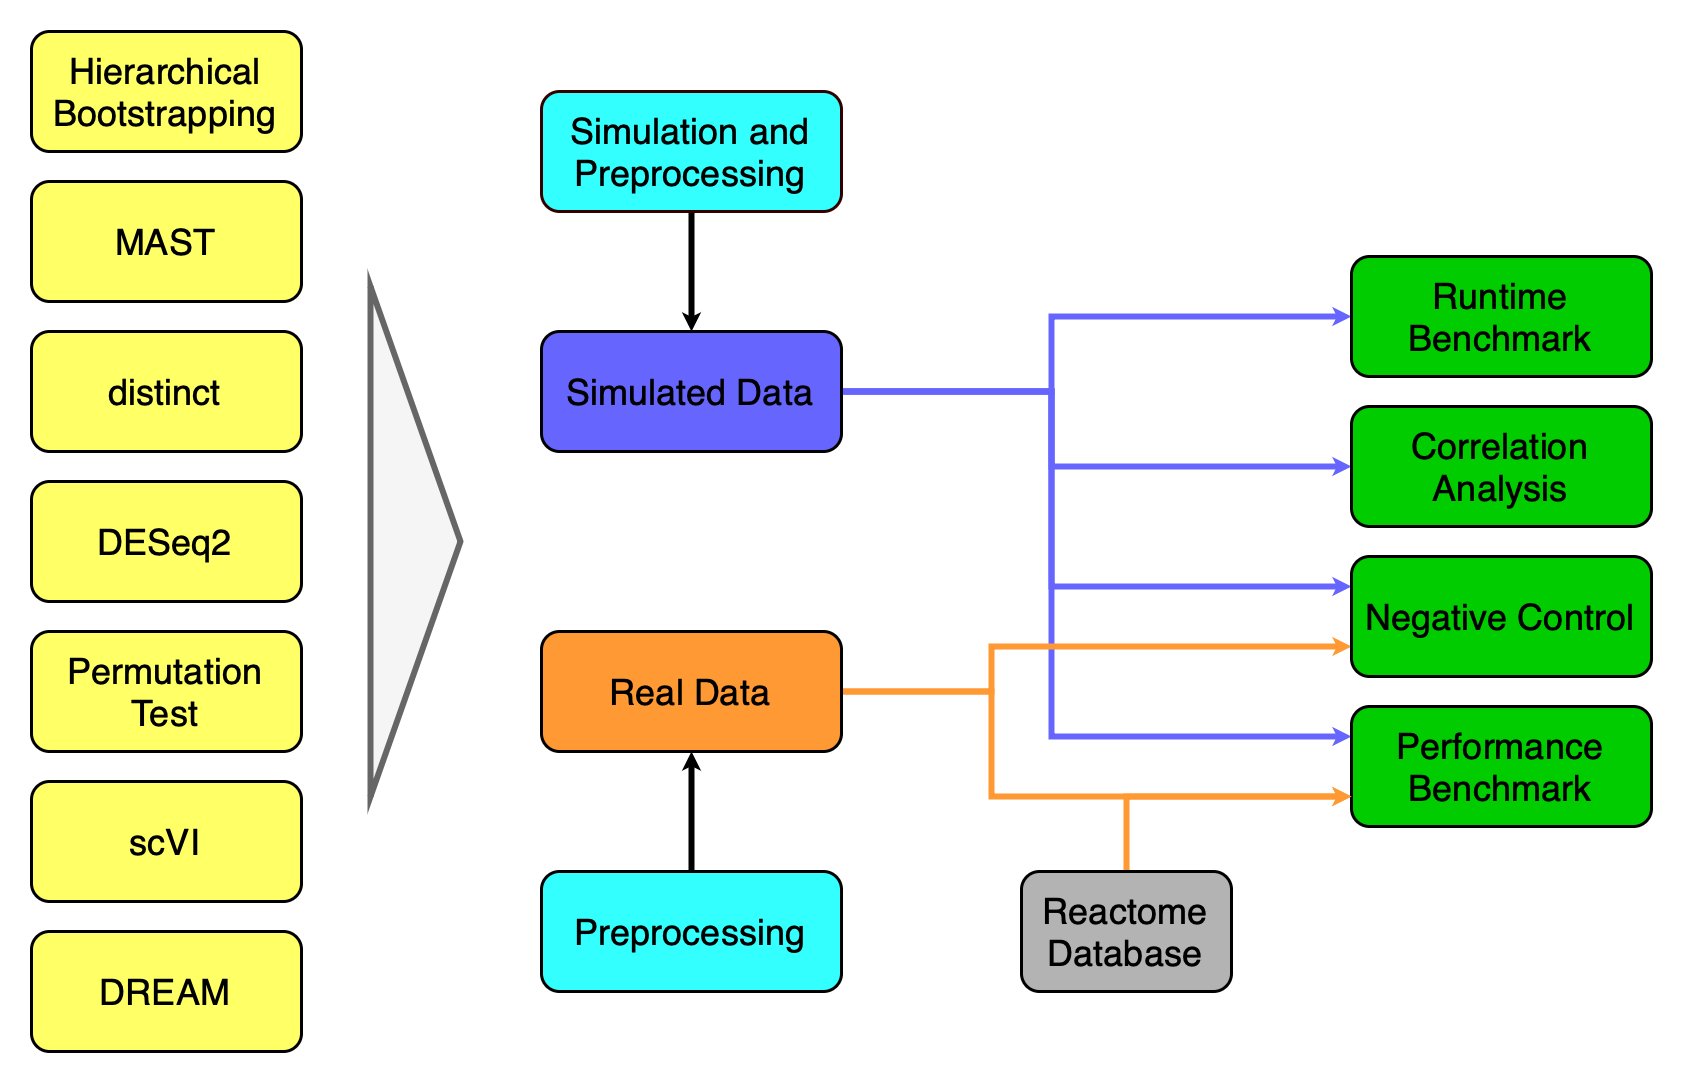 Hierarchical
Bootstrapping
MAST
distinct
DESeq2
Permutation
Test
scVI
DREAM
Simulation and
Preprocessing
Simulated Data
Real Data
Preprocessing
Reactome
Database
Runtime
Benchmark
Correlation
Analysis
Negative Control
Performance
Benchmark